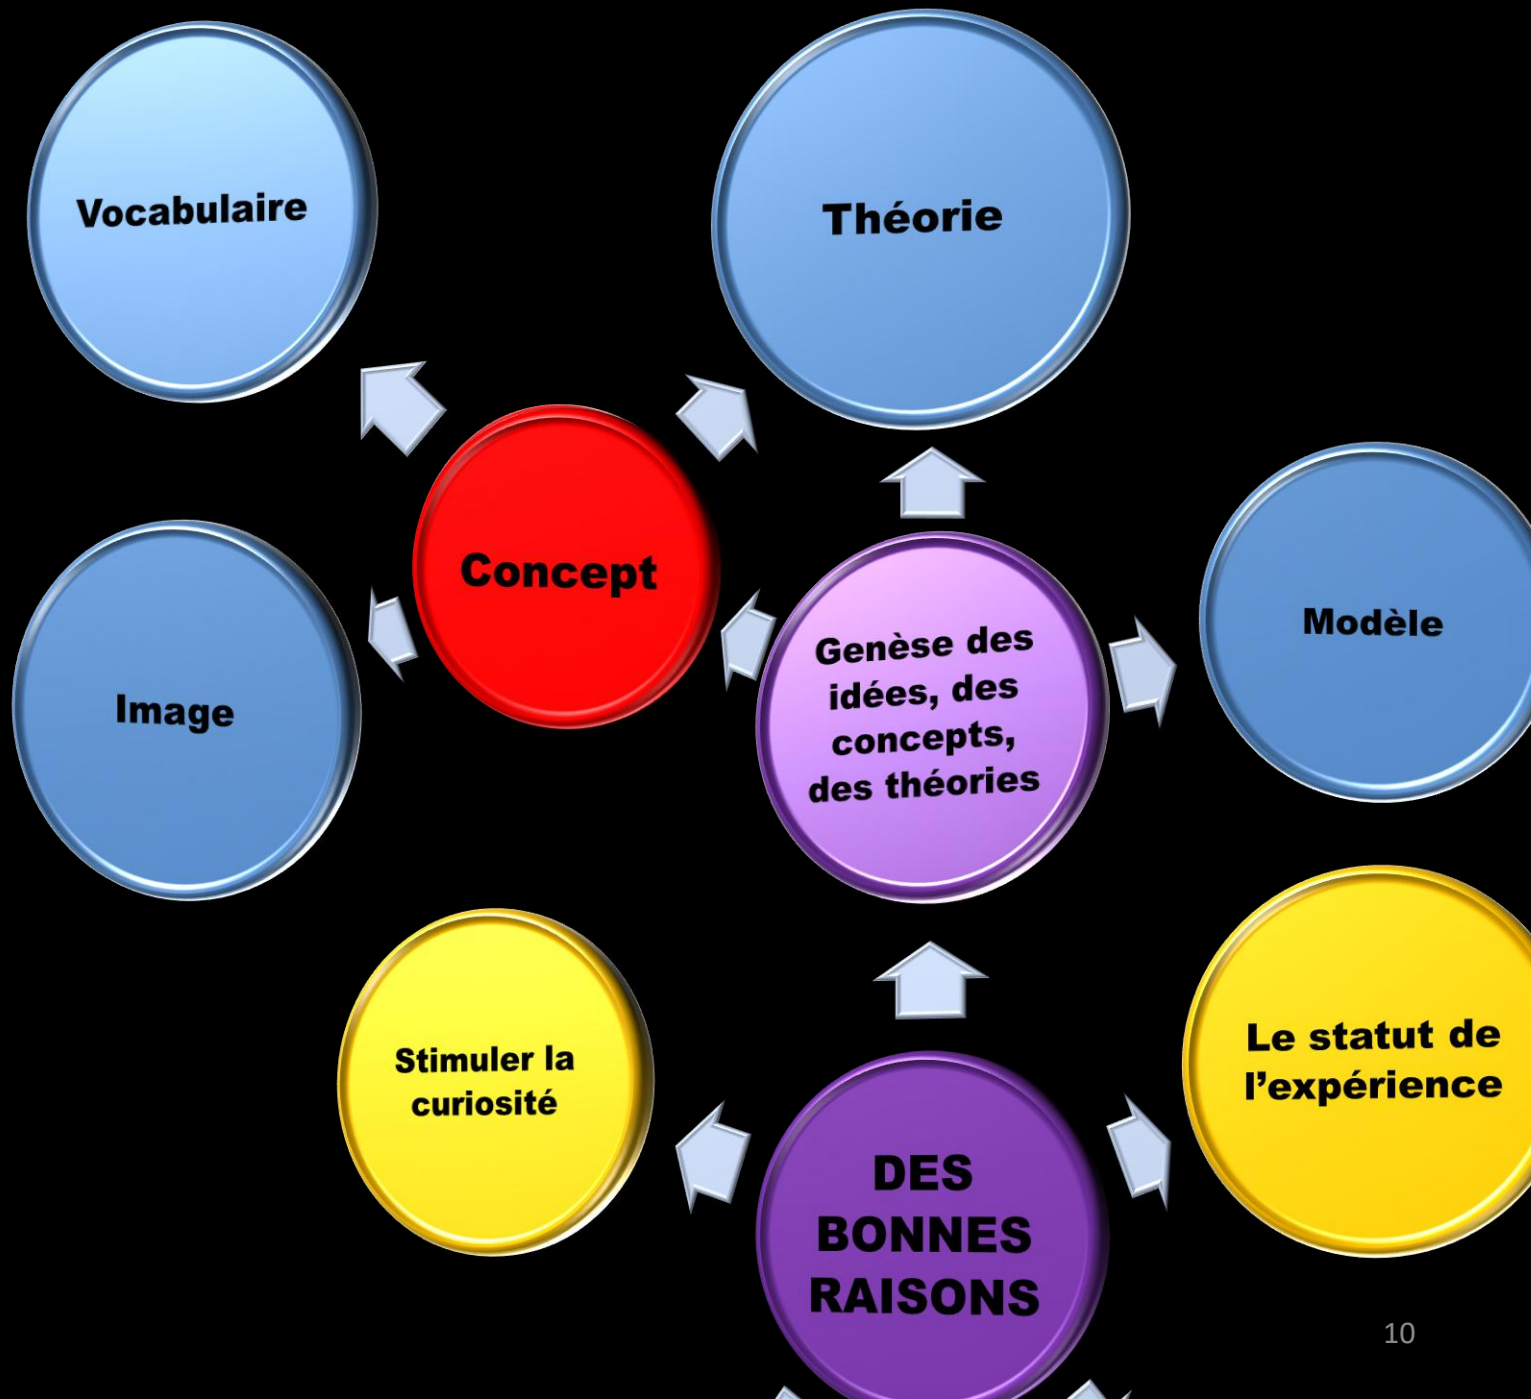 Vocabulaire
Théorie
Concept
Image
Genèse des
idées, des
concepts,
des théories
Modèle
Stimuler la
curiosité
Le statut de
l’expérience
DES
BONNES
RAISONS
10